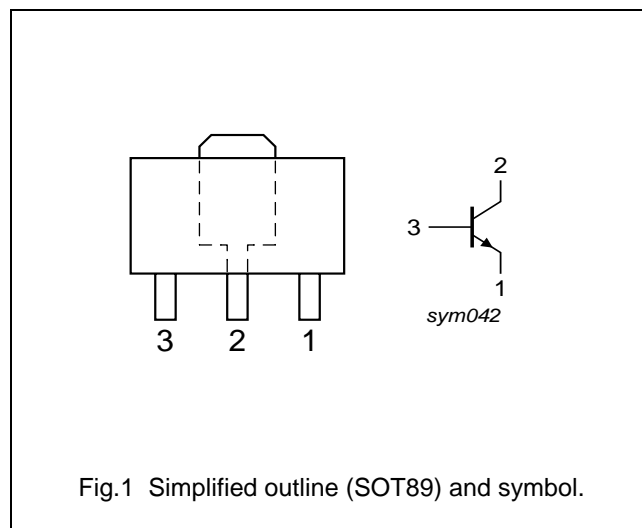 2
3
1
sym042
3 2 1
Fig.1 Simplified outline (SOT89) and symbol.